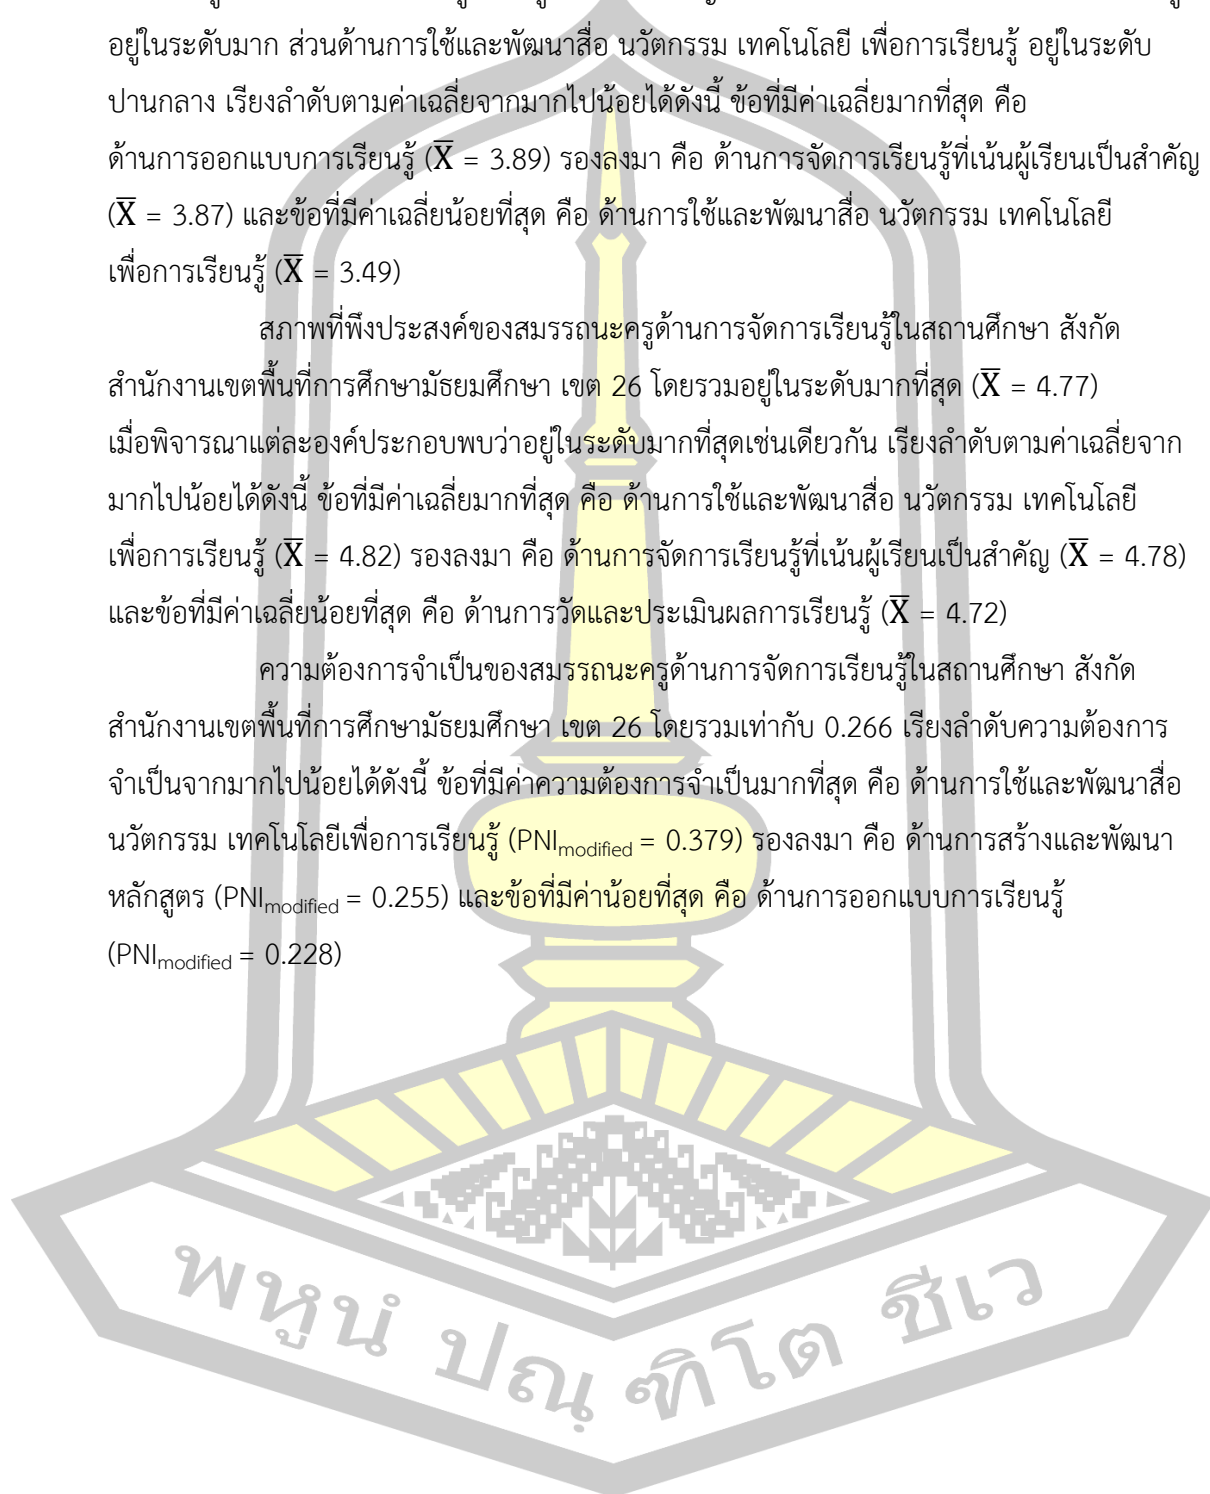 อยู่ในระดับมาก ส่วนด้านการใช้และพัฒนาสื่อ นวัตกรรม เทคโนโลยี เพื่อการเรียนรู้ อยู่ในระดับ
ปานกลาง เรียงลำดับตามค่าเฉลี่ยจากมากไปน้อยได้ดังนี้ ข้อที่มีค่าเฉลี่ยมากที่สุด คือ
ด้านการออกแบบการเรียนรู้ (X̅ = 3.89) รองลงมา คือ ด้านการจัดการเรียนรู้ที่เน้นผู้เรียนเป็นสำคัญ
(X̅ = 3.87) และข้อที่มีค่าเฉลี่ยน้อยที่สุด คือ ด้านการใช้และพัฒนาสื่อ นวัตกรรม เทคโนโลยี
เพื่อการเรียนรู้ (X̅ = 3.49)
สภาพที่พึงประสงค์ของสมรรถนะครูด้านการจัดการเรียนรู้ในสถานศึกษา สังกัด
สำนักงานเขตพื้นที่การศึกษามัธยมศึกษา เขต 26 โดยรวมอยู่ในระดับมากที่สุด (X̅ = 4.77)
เมื่อพิจารณาแต่ละองค์ประกอบพบว่าอยู่ในระดับมากที่สุดเช่นเดียวกัน เรียงลำดับตามค่าเฉลี่ยจาก
มากไปน้อยได้ดังนี้ ข้อที่มีค่าเฉลี่ยมากที่สุด คือ ด้านการใช้และพัฒนาสื่อ นวัตกรรม เทคโนโลยี
เพื่อการเรียนรู้ (X̅ = 4.82) รองลงมา คือ ด้านการจัดการเรียนรู้ที่เน้นผู้เรียนเป็นสำคัญ (X̅ = 4.78)
และข้อที่มีค่าเฉลี่ยน้อยที่สุด คือ ด้านการวัดและประเมินผลการเรียนรู้ (X̅ = 4.72)
ความต้องการจำเป็นของสมรรถนะครูด้านการจัดการเรียนรู้ในสถานศึกษา สังกัด
สำนักงานเขตพื้นที่การศึกษามัธยมศึกษา เขต 26 โดยรวมเท่ากับ 0.266 เรียงลำดับความต้องการ
จำเป็นจากมากไปน้อยได้ดังนี้ ข้อที่มีค่าความต้องการจำเป็นมากที่สุด คือ ด้านการใช้และพัฒนาสื่อ
นวัตกรรม เทคโนโลยีเพื่อการเรียนรู้ (PNImodified = 0.379) รองลงมา คือ ด้านการสร้างและพัฒนา
หลักสูตร (PNImodified = 0.255) และข้อที่มีค่าน้อยที่สุด คือ ด้านการออกแบบการเรียนรู้
(PNImodified = 0.228)
พหูนํ ปณฺฑิโต ชีเว